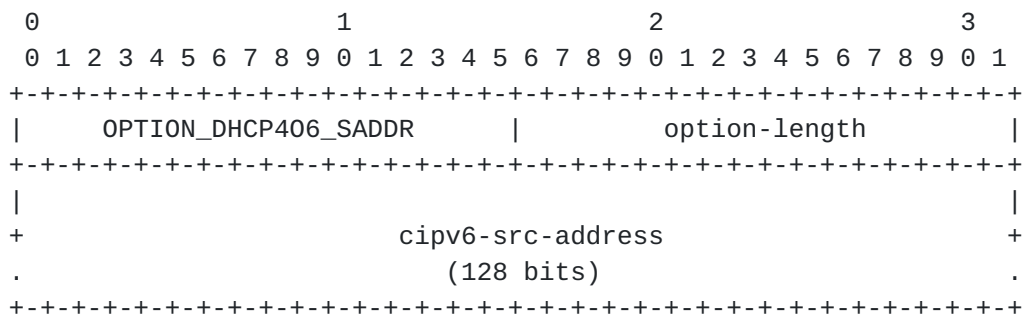 0                   1                   2                   3
 0 1 2 3 4 5 6 7 8 9 0 1 2 3 4 5 6 7 8 9 0 1 2 3 4 5 6 7 8 9 0 1
+-+-+-+-+-+-+-+-+-+-+-+-+-+-+-+-+-+-+-+-+-+-+-+-+-+-+-+-+-+-+-+-+
|     OPTION_DHCP4O6_SADDR      |         option-length         |
+-+-+-+-+-+-+-+-+-+-+-+-+-+-+-+-+-+-+-+-+-+-+-+-+-+-+-+-+-+-+-+-+
|                                                               |
+                       cipv6-src-address                       +
.                          (128 bits)                           .
+-+-+-+-+-+-+-+-+-+-+-+-+-+-+-+-+-+-+-+-+-+-+-+-+-+-+-+-+-+-+-+-+